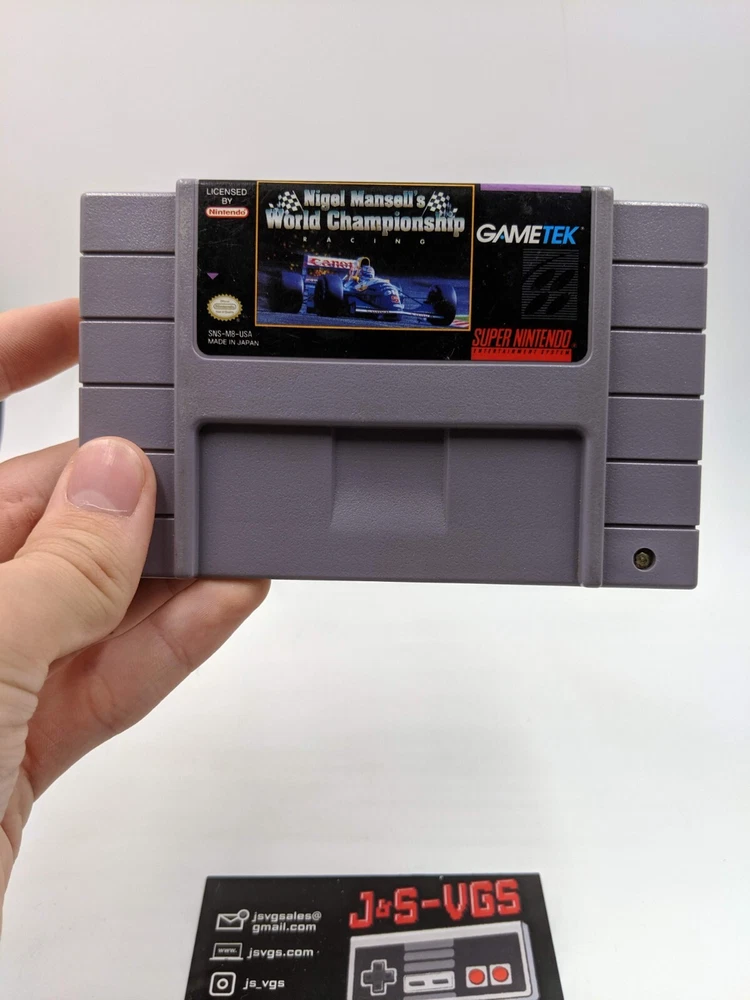 LICENSED
BY
Nintendo
Nigel Mansell's
World Championship
RACING
Canon
GAMETEK
SNS-M8-USA
MADE IN JAPAN
SUPER NINTENDO
ENTERTAINMENT SYSTEM
J&S-VGS
jsvgsales@
gmail.com
www.
jsvgs.com
js_vgs